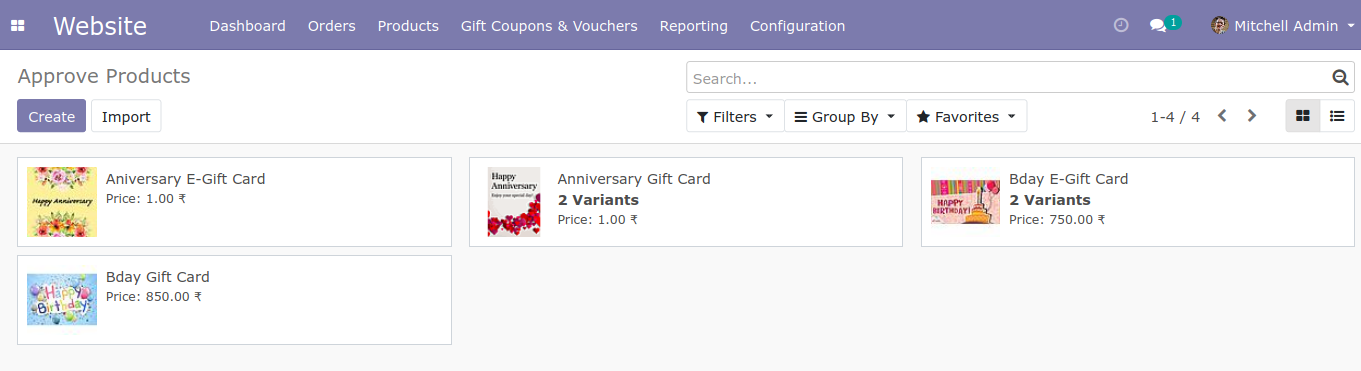 Website Dashboard Orders Products Gift Coupons & Vouchers Reporting Configuration 1 Mitchell Admin
Approve Products
Search...
Create Import
Filters Group By Favorites 1-4 / 4
Aniversary E-Gift Card
Price: 1.00 ₹
Happy Anniversary
Anniversary Gift Card
2 Variants
Price: 1.00 ₹
Happy
Anniversary
Enjoy your special day!
Bday E-Gift Card
2 Variants
Price: 750.00 ₹
HAPPY
BIRTHDAY!
Bday Gift Card
Price: 850.00 ₹
Happy
Birthday